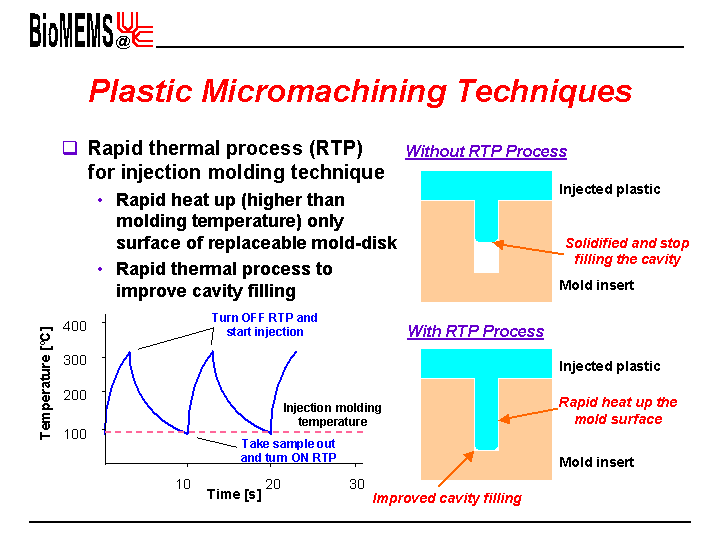 BioMEMS@UC
Plastic Micromachining Techniques
Rapid thermal process (RTP)
for injection molding technique
• Rapid heat up (higher than
molding temperature) only
surface of replaceable mold-disk
• Rapid thermal process to
improve cavity filling
Without RTP Process
Injected plastic
Solidified and stop
filling the cavity
Mold insert
With RTP Process
Injected plastic
Rapid heat up the
mold surface
Mold insert
Improved cavity filling
Temperature [°C]
400
300
200
100
Turn OFF RTP and
start injection
Injection molding
temperature
Take sample out
and turn ON RTP
10
20
30
Time [s]